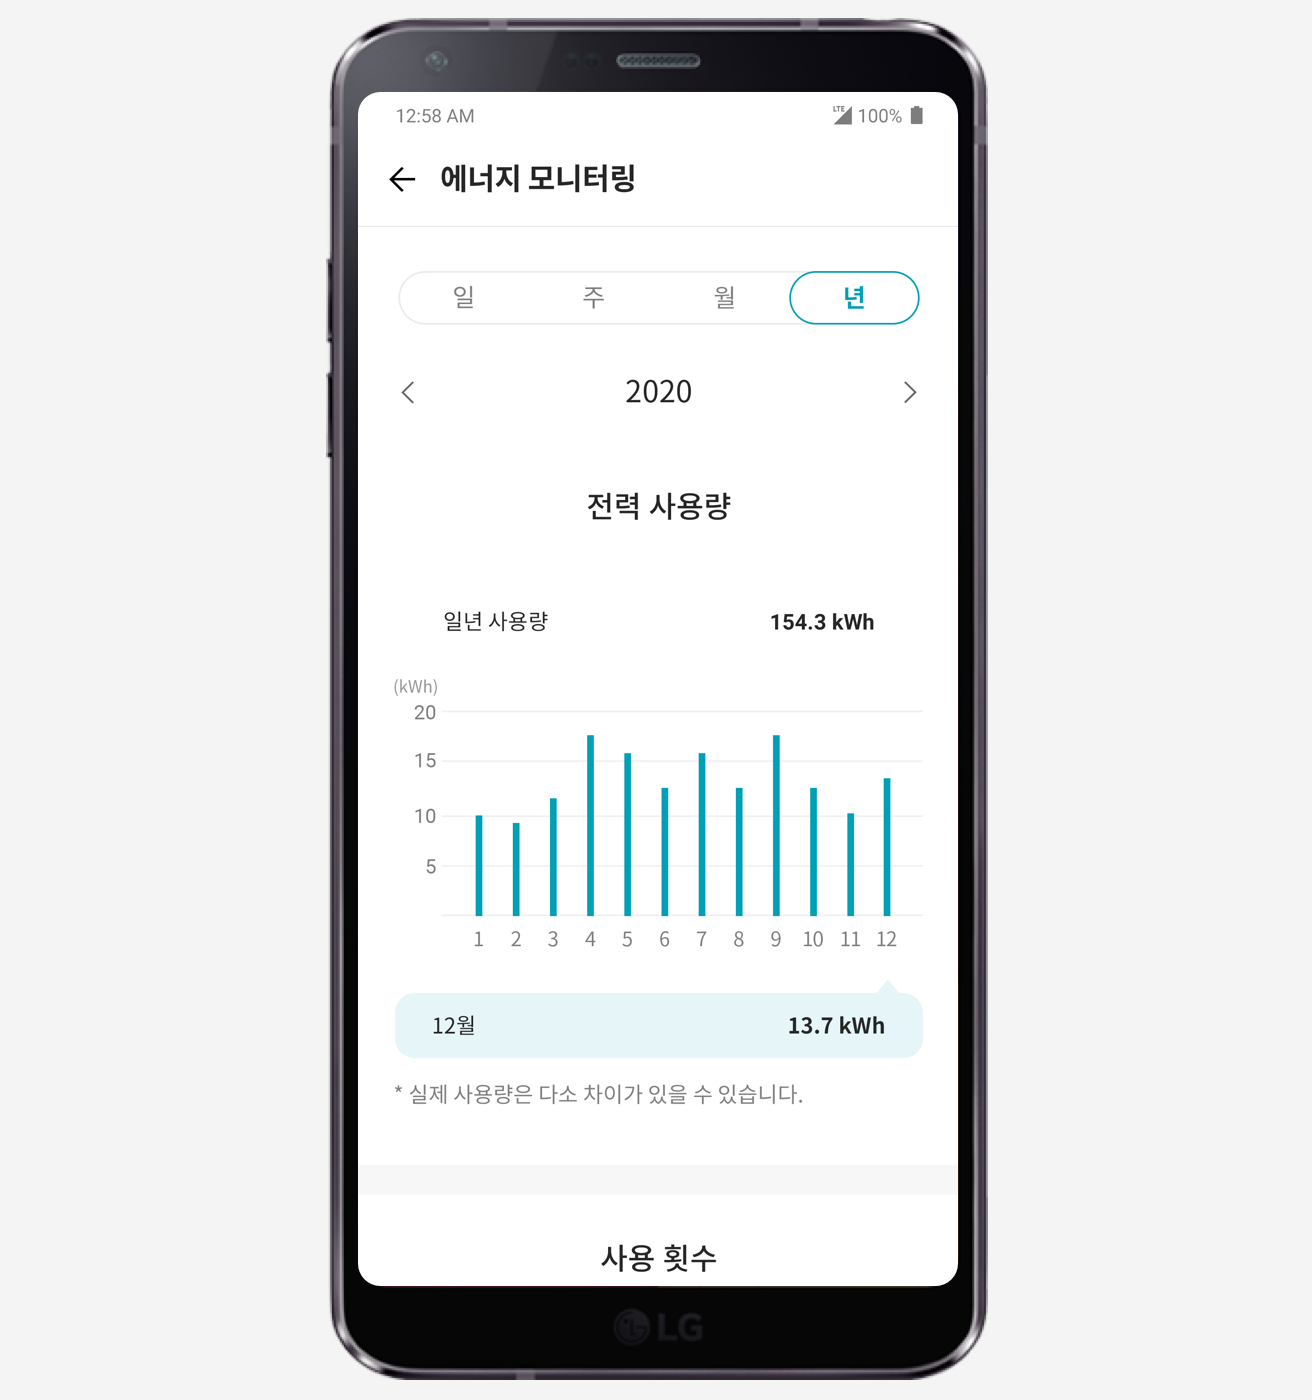 12:58 AM LTE 100%
에너지 모니터링
일 주 월 년
2020
전력 사용량
일년 사용량 154.3 kWh
(kWh)
20
15
10
5
1 2 3 4 5 6 7 8 9 10 11 12
12월 13.7 kWh
* 실제 사용량은 다소 차이가 있을 수 있습니다.
사용 횟수
LG